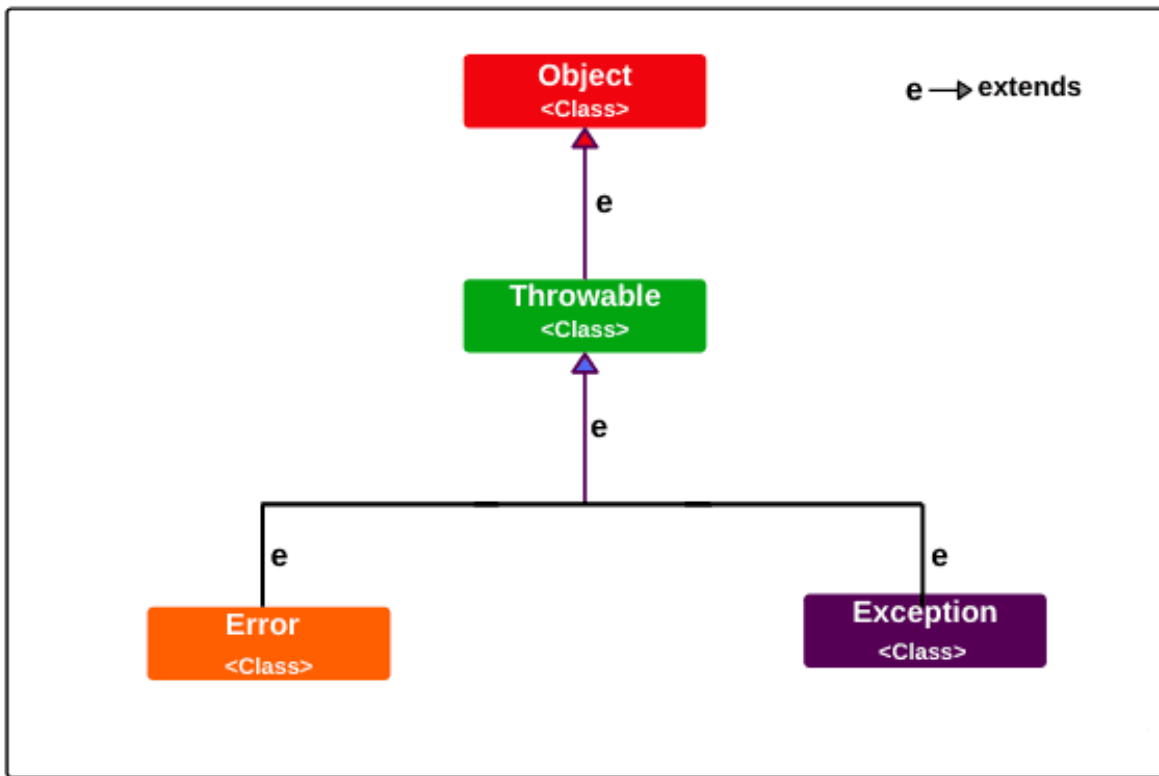 Object
<Class>
e → extends
e
Throwable
<Class>
e
e
e
Error
<Class>
Exception
<Class>